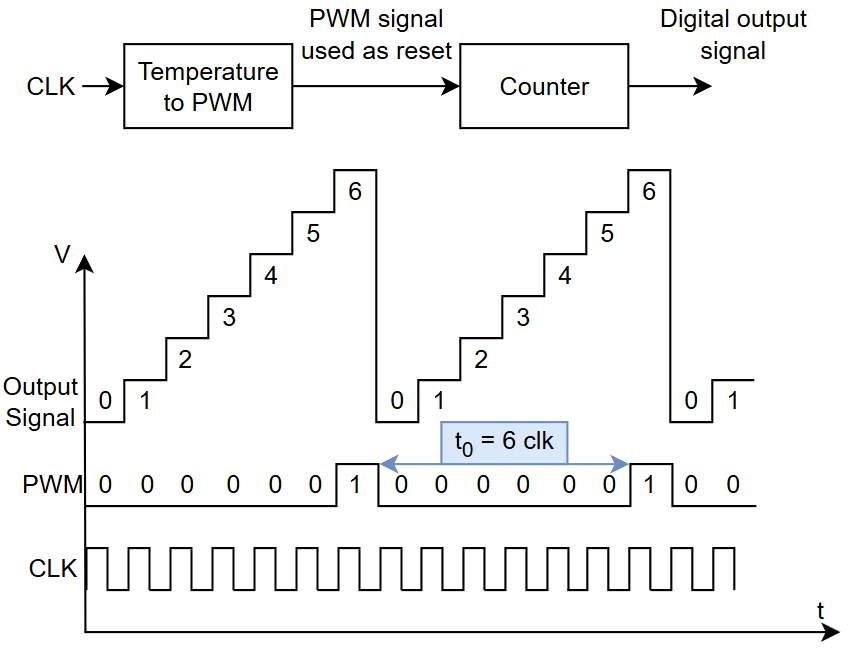 PWM signal
used as reset
Digital output
signal
CLK
Temperature
to PWM
Counter
6 6
5 5
V
4 4
3 3
2 2
Output
Signal
0 1 0 1 0 1
t0 = 6 clk
PWM 0 0 0 0 0 0 1 0 0 0 0 0 0 1 0 0
CLK
t